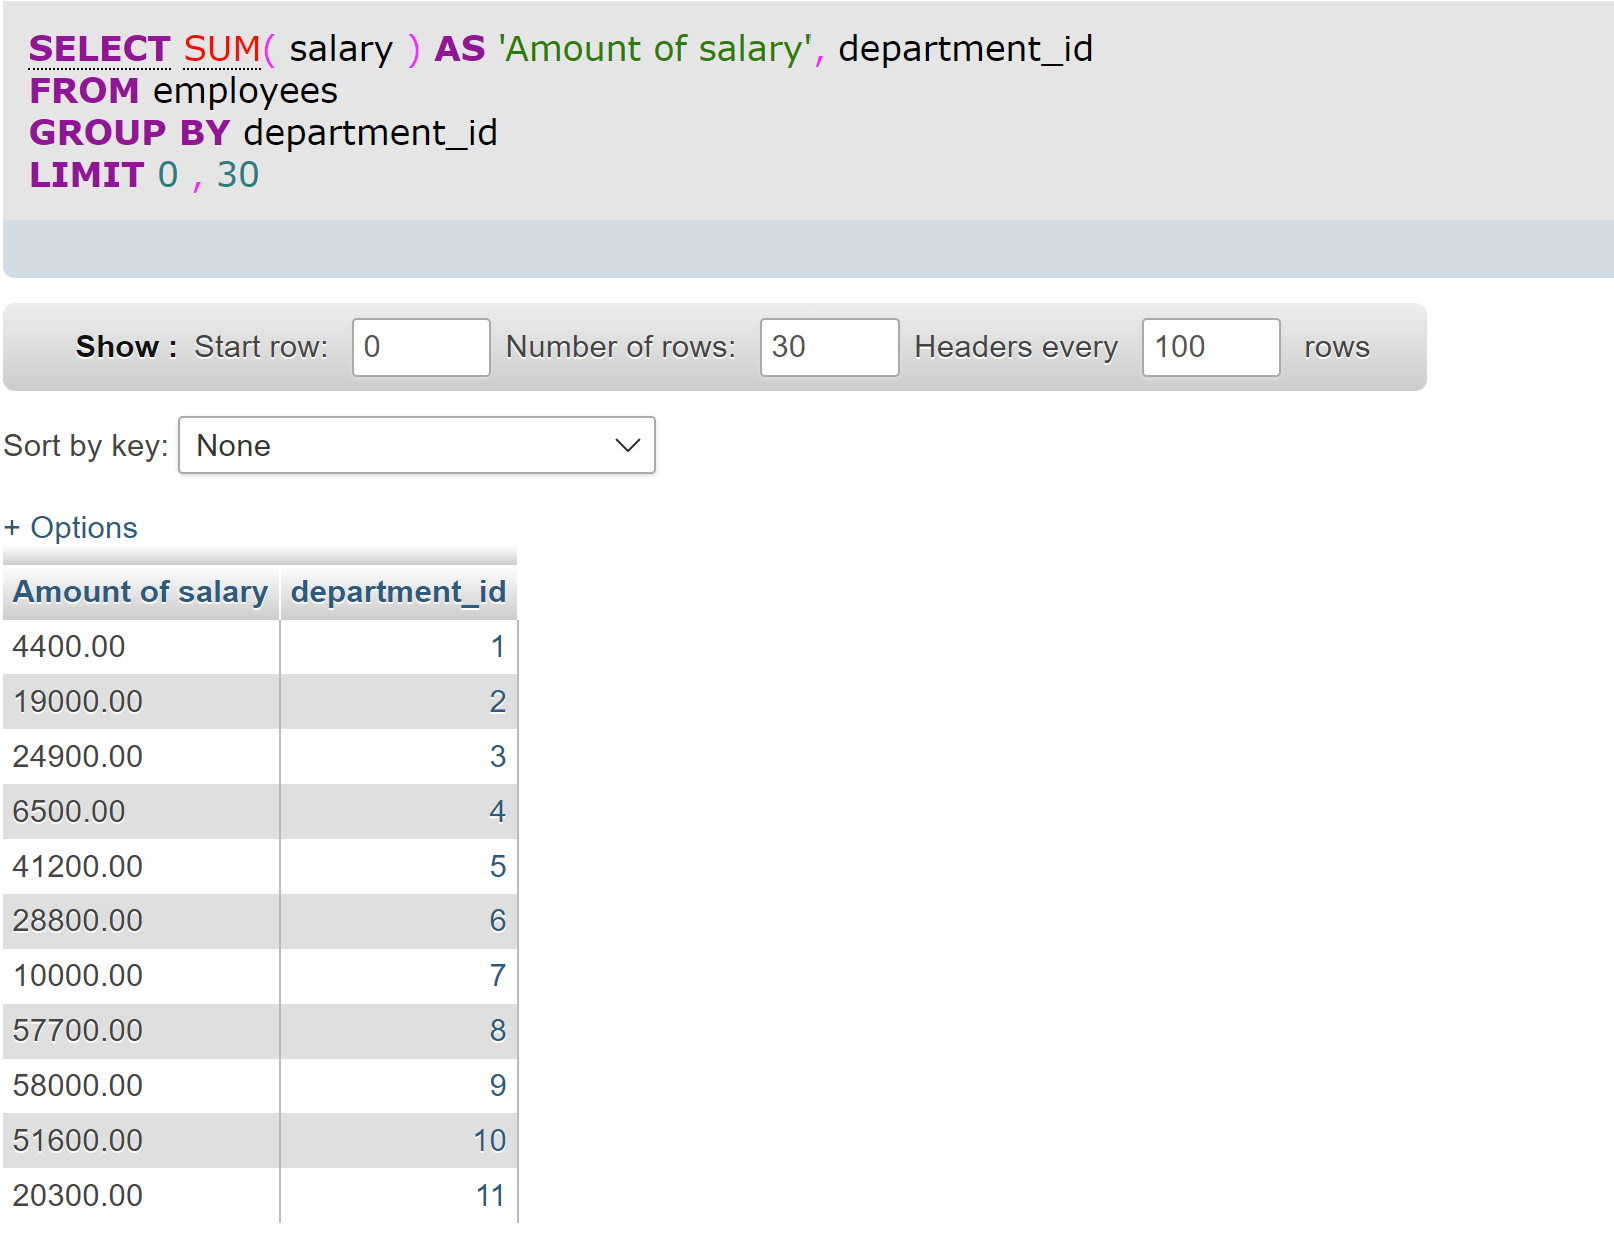 SELECT SUM( salary ) AS 'Amount of salary', department_id
FROM employees
GROUP BY department_id
LIMIT 0 , 30
Show : Start row: 0 Number of rows: 30 Headers every 100 rows
Sort by key: None
+ Options
Amount of salary department_id
4400.00 1
19000.00 2
24900.00 3
6500.00 4
41200.00 5
28800.00 6
10000.00 7
57700.00 8
58000.00 9
51600.00 10
20300.00 11